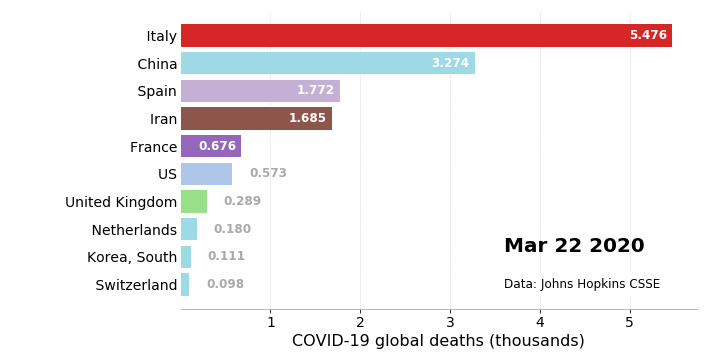 Italy 5.476
China 3.274
Spain 1.772
Iran 1.685
France 0.676
US 0.573
United Kingdom 0.289
Netherlands 0.180
Korea, South 0.111
Switzerland 0.098
Mar 22 2020
Data: Johns Hopkins CSSE
1 2 3 4 5
COVID-19 global deaths (thousands)